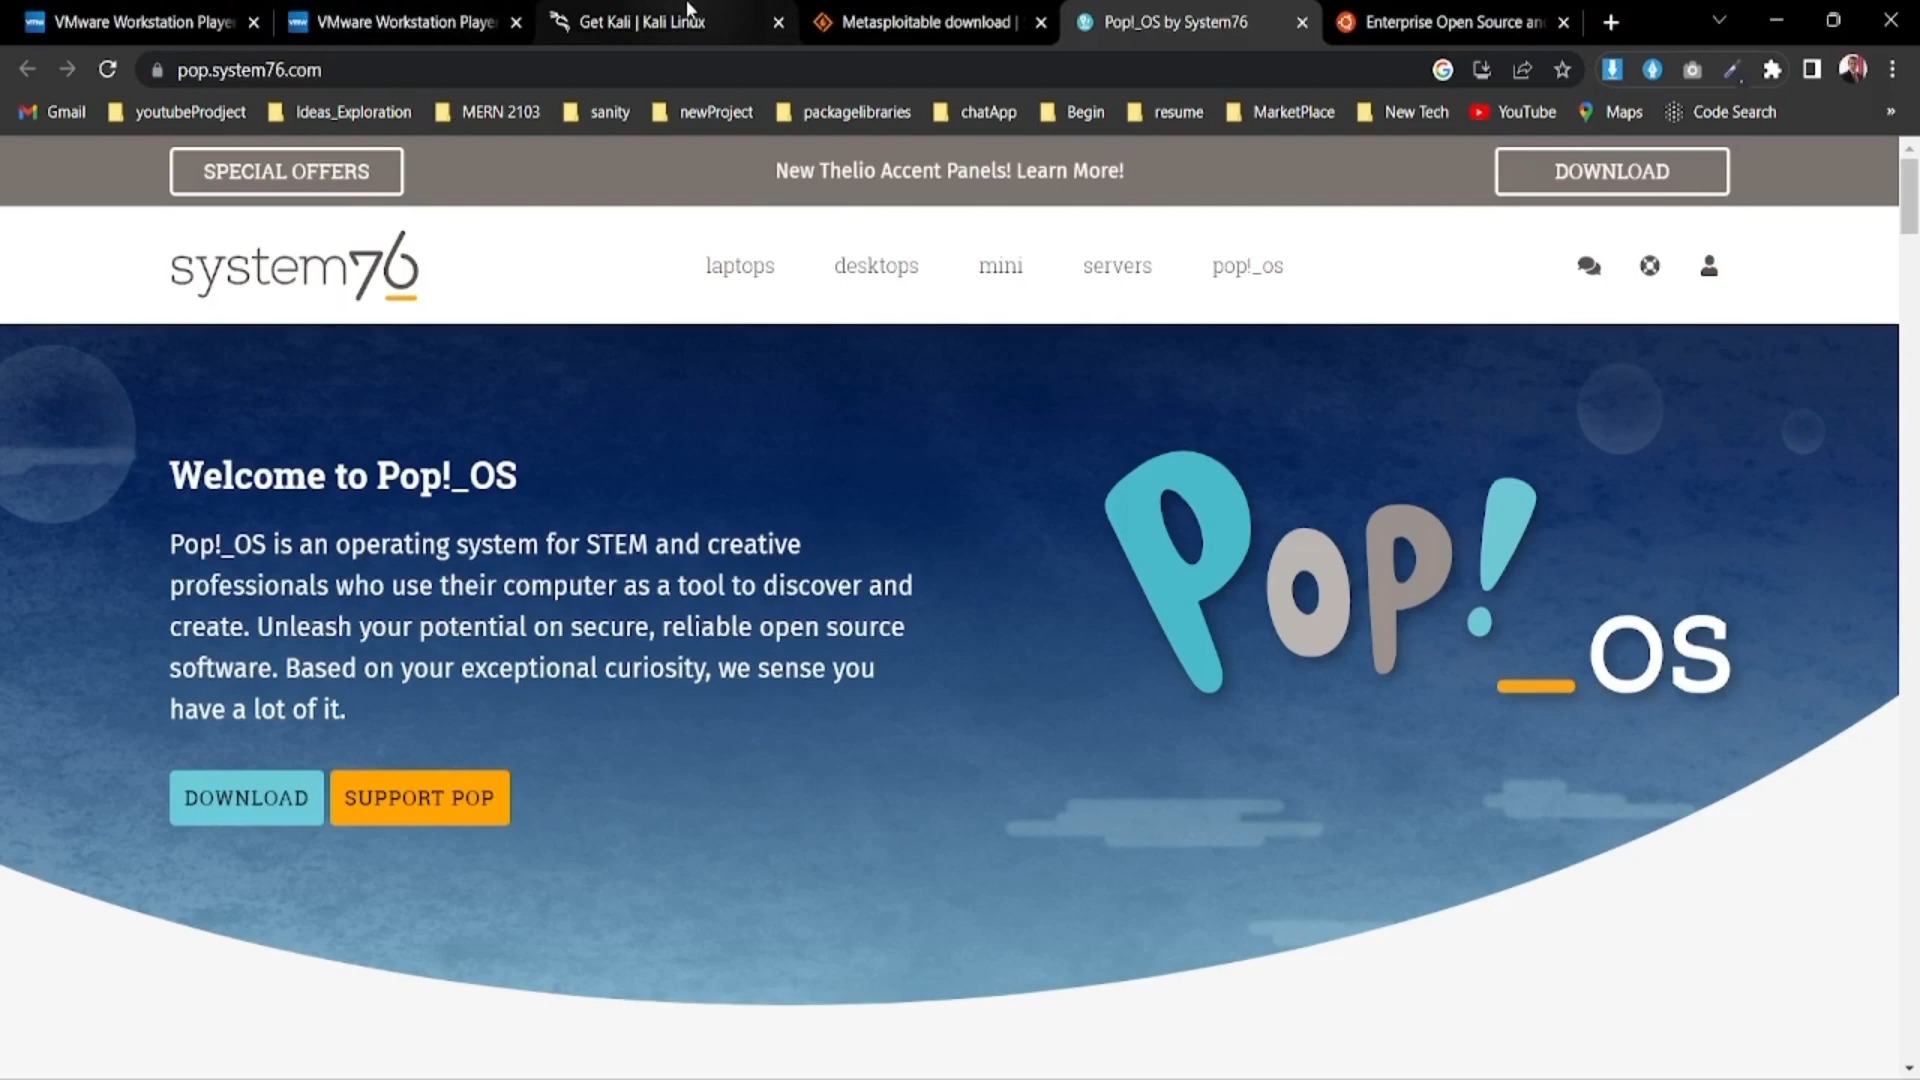 VMware Workstation Player
VMware Workstation Player
Get Kali | Kali Linux
Metasploitable download |
Pop!_OS by System76
Enterprise Open Source and
pop.system76.com
Gmail
youtubeProdject
Ideas_Exploration
MERN 2103
sanity
newProject
packagelibraries
chatApp
Begin
resume
MarketPlace
New Tech
YouTube
Maps
Code Search
»
SPECIAL OFFERS
New Thelio Accent Panels! Learn More!
DOWNLOAD
system76
laptops
desktops
mini
servers
pop!_os
Welcome to Pop!_OS
Pop!_OS is an operating system for STEM and creative
professionals who use their computer as a tool to discover and
create. Unleash your potential on secure, reliable open source
software. Based on your exceptional curiosity, we sense you
have a lot of it.
DOWNLOAD
SUPPORT POP
Pop!_OS